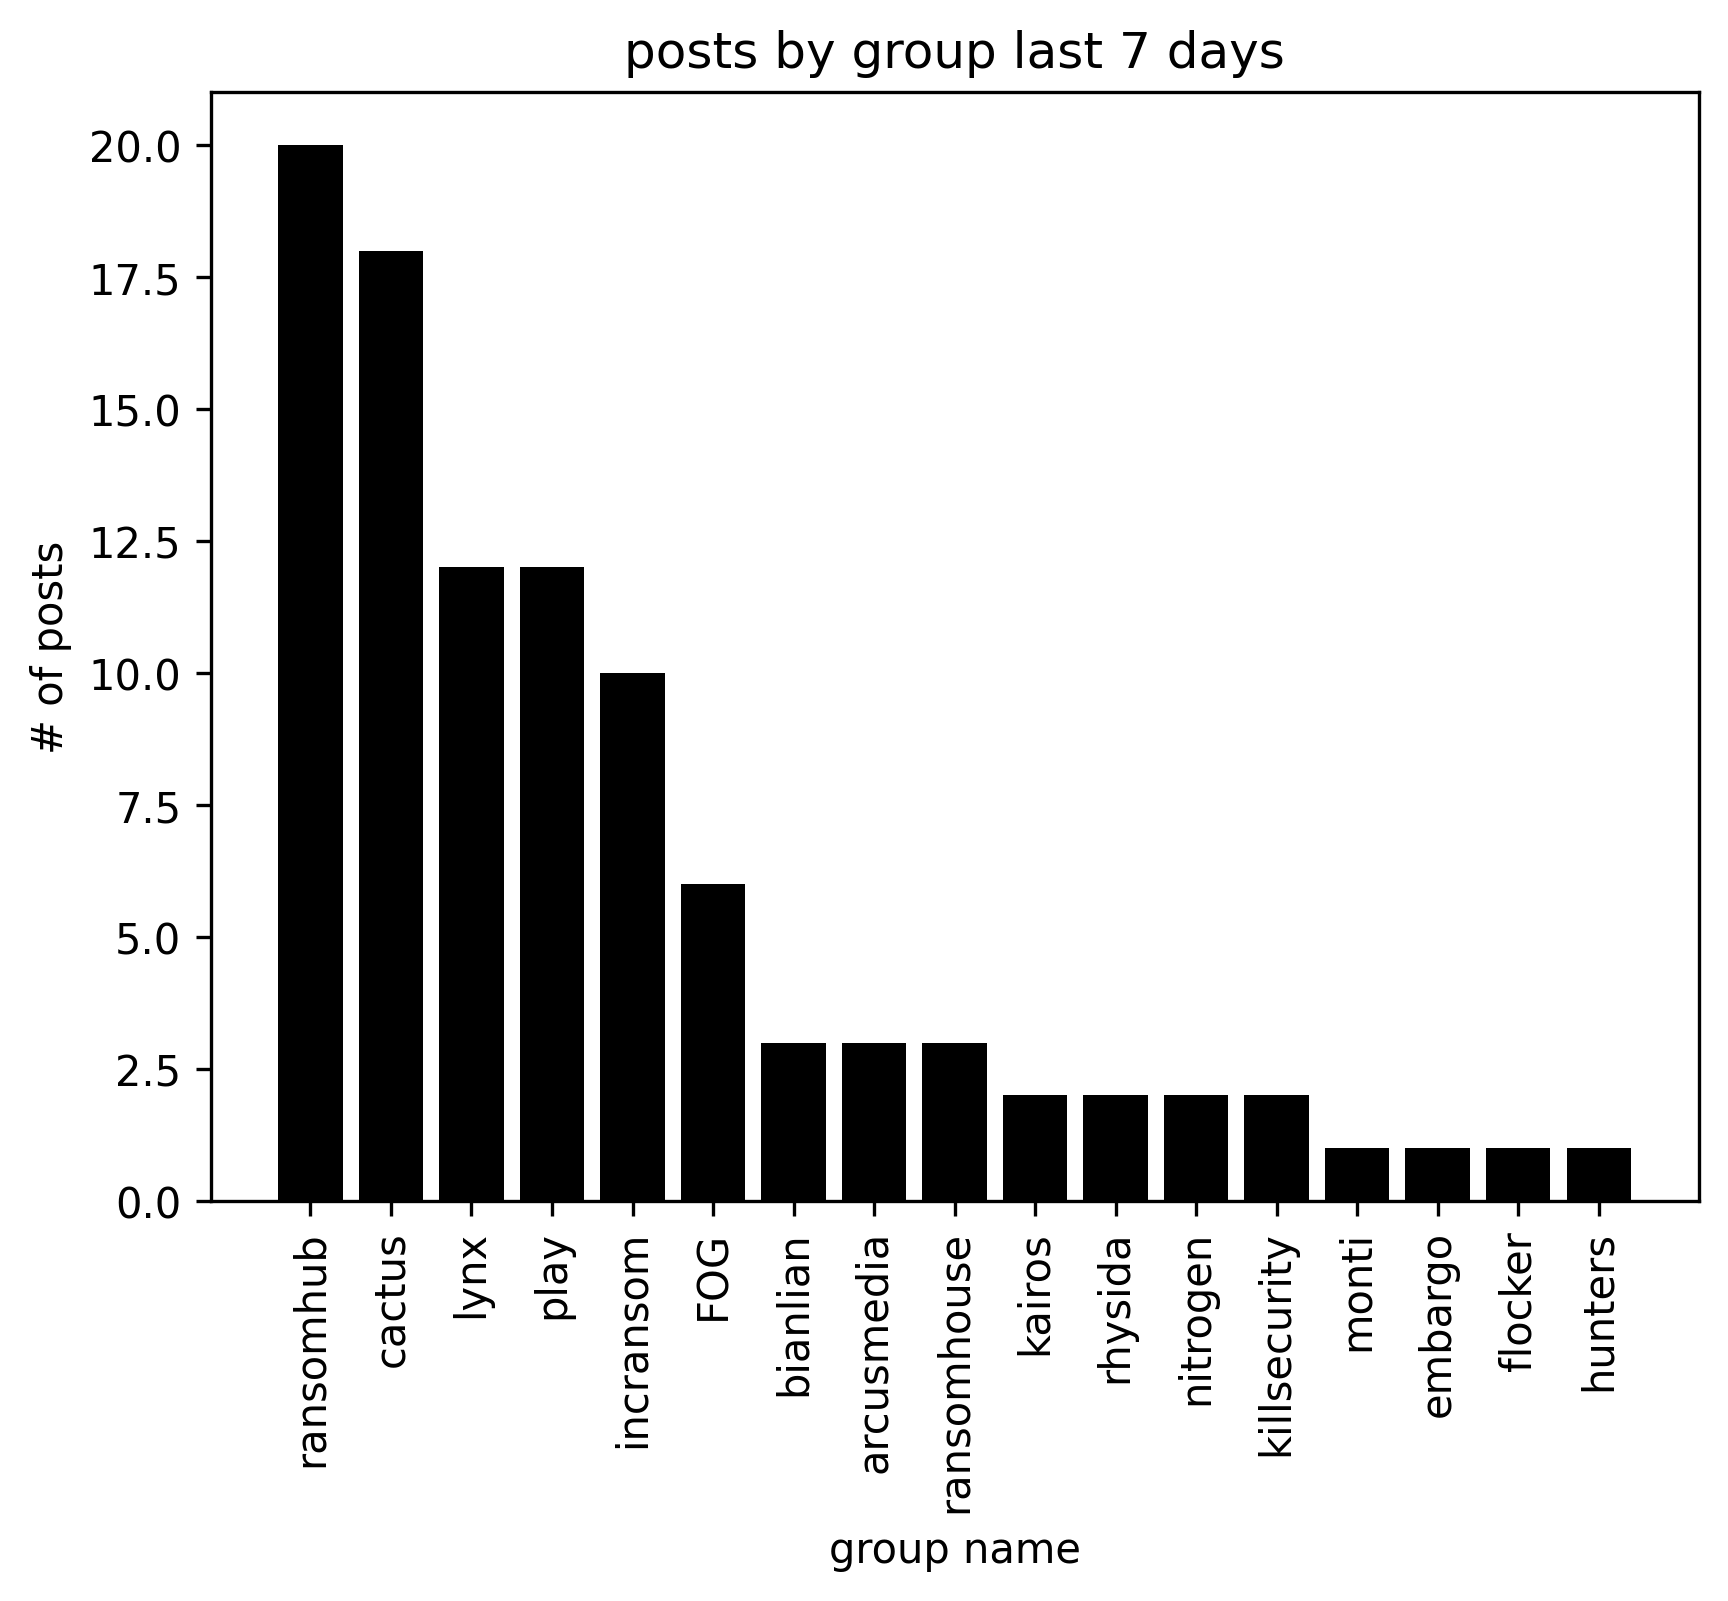 posts by group last 7 days
# of posts
20.0
17.5
15.0
12.5
10.0
7.5
5.0
2.5
0.0
ransomhub
cactus
lynx
play
incransom
FOG
bianlian
arcusmedia
ransomhouse
kairos
rhysida
nitrogen
killsecurity
monti
embargo
flocker
hunters
group name